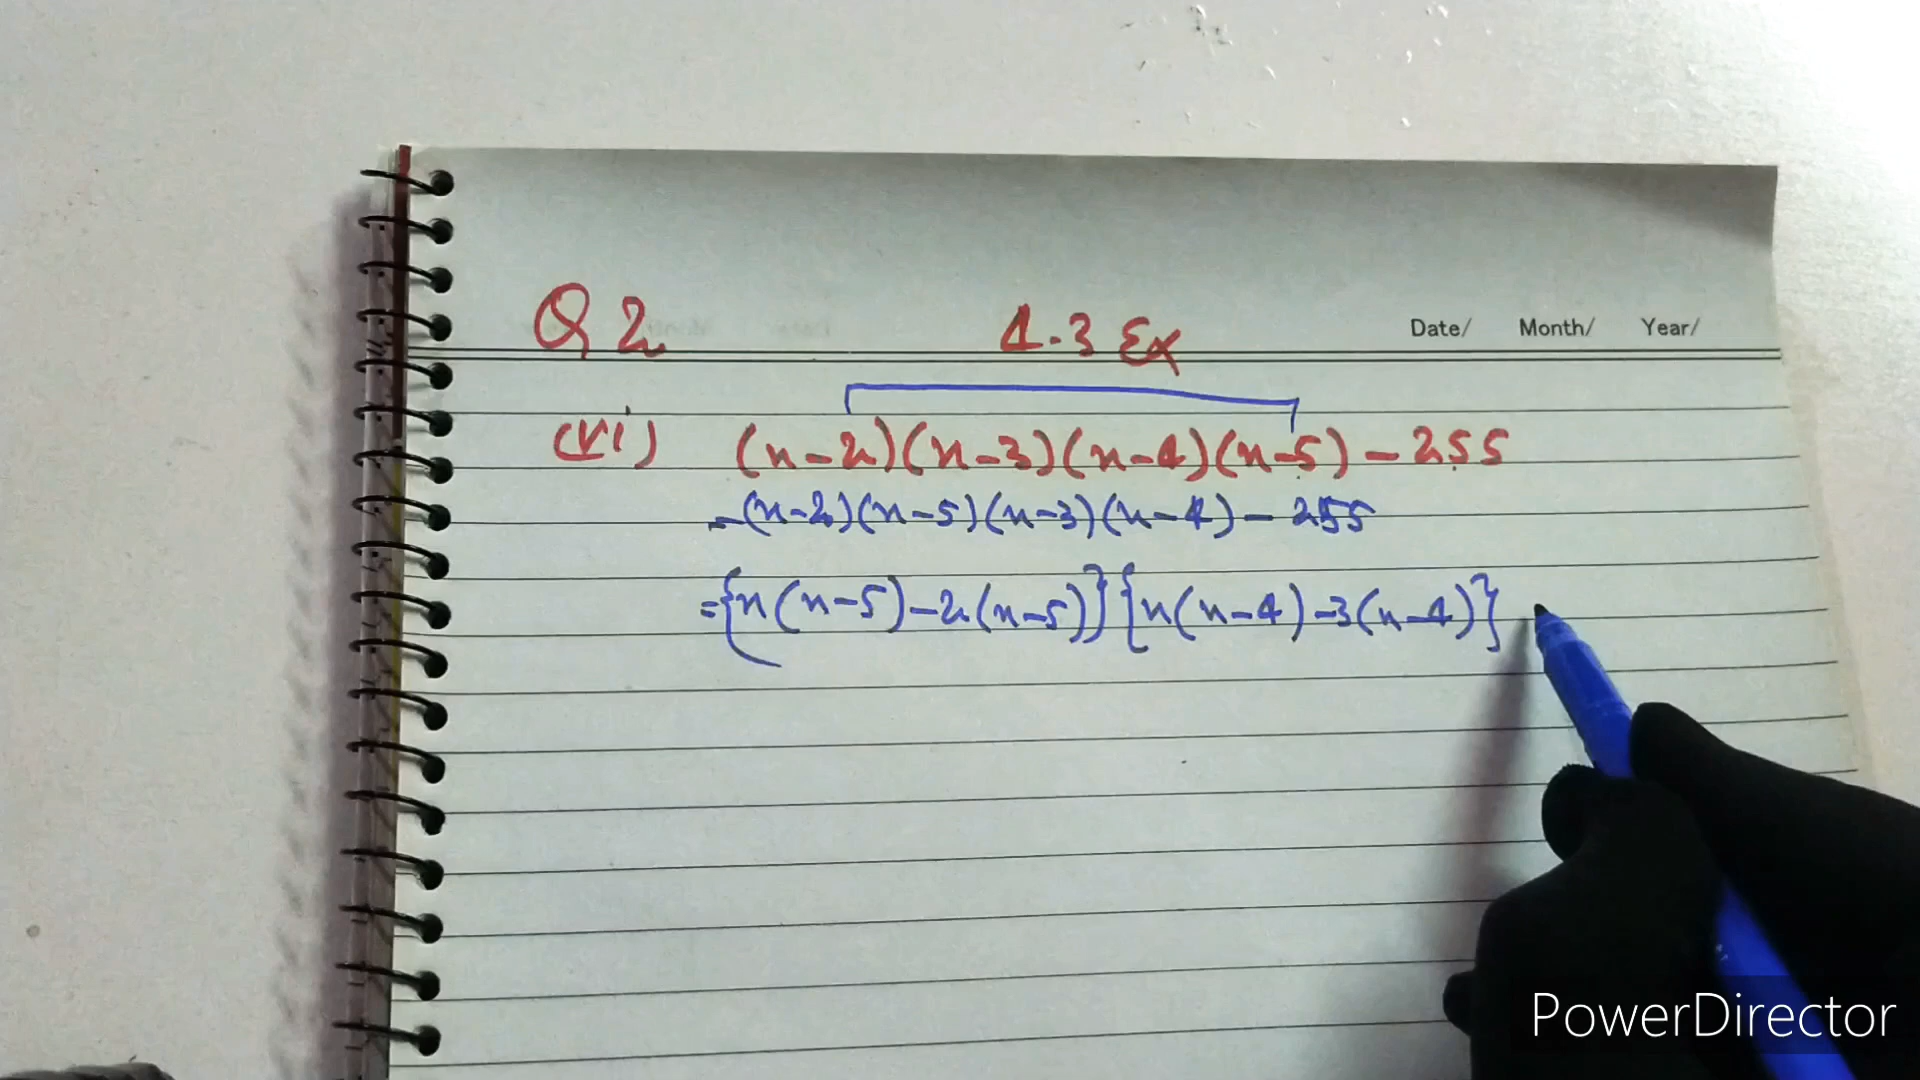 Q 2 4.3 Ex
Date/ Month/ Year/
(vi) (x-2)(x-3)(x-4)(x-5) - 255
=(x-2)(x-5)(x-3)(x-4) - 255
={x(x-5)-2(x-5)}{x(x-4)-3(x-4)}
PowerDirector